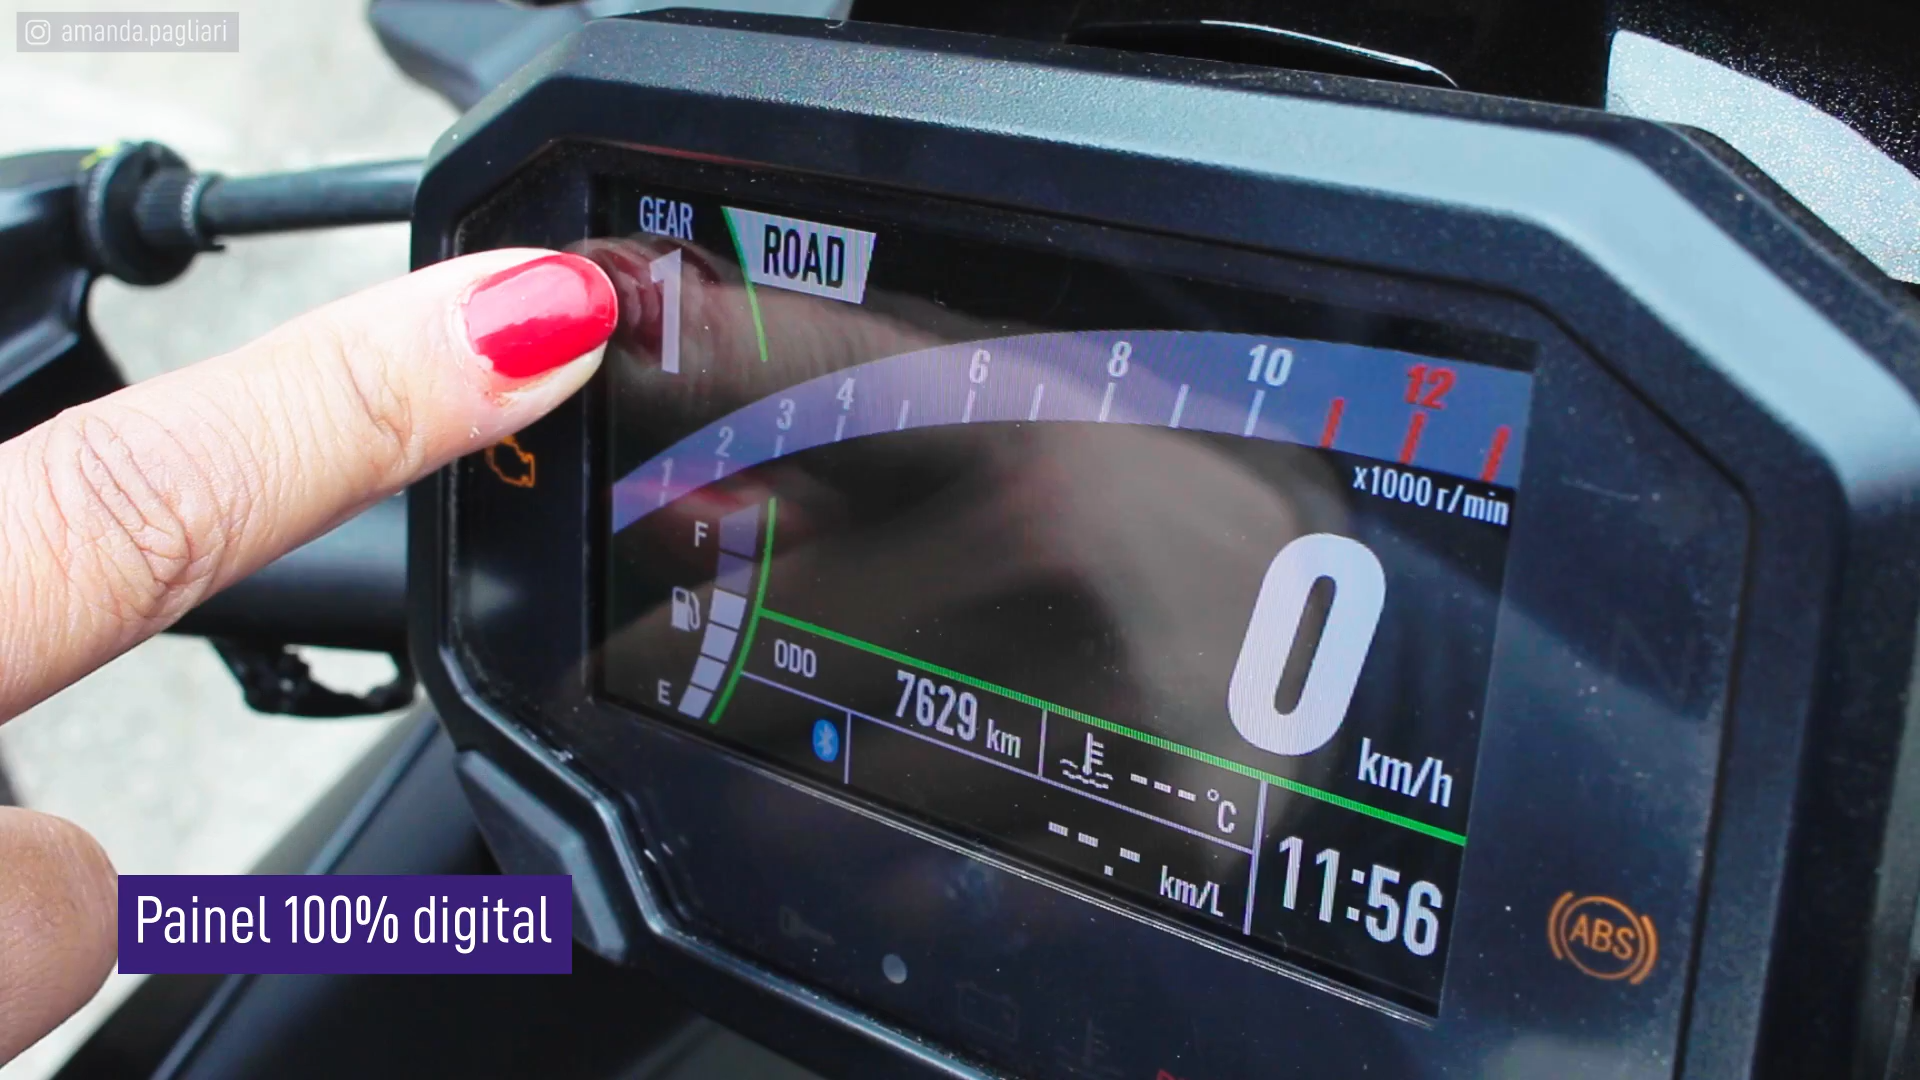 amanda.pagliari
GEAR
1
ROAD
1 2 3 4 6 8 10 12
x1000 r/min
F
E
0 km/h
ODO
7629 km
---°C
--.- km/L
11:56
ABS
Painel 100% digital